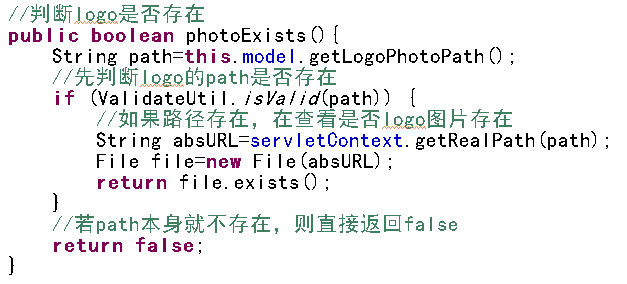 //判断logo是否存在
public boolean photoExists(){
    String path=this.model.getLogoPhotoPath();
    //先判断logo的path是否存在
    if (ValidateUtil.isValid(path)) {
        //如果路径存在，在查看是否logo图片存在
        String absURL=servletContext.getRealPath(path);
        File file=new File(absURL);
        return file.exists();
    }
    //若path本身就不存在，则直接返回false
    return false;
}